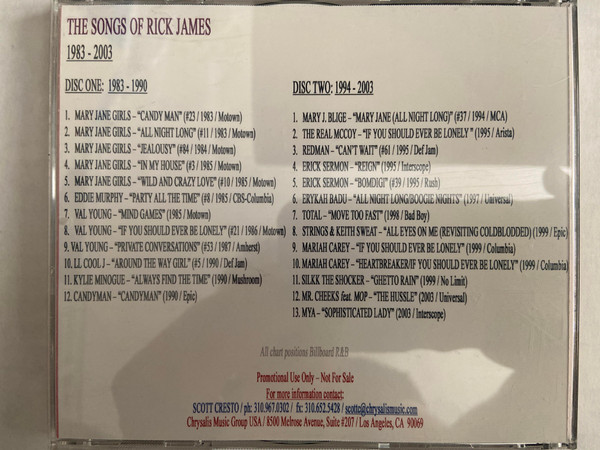 THE SONGS OF RICK JAMES
1983 - 2003
DISC ONE: 1983 - 1990
1. MARY JANE GIRLS – “CANDY MAN” (#23 / 1983 / Motown)
2. MARY JANE GIRLS – “ALL NIGHT LONG” (#11 / 1983 / Motown)
3. MARY JANE GIRLS – “JEALOUSY” (#84 / 1984 / Motown)
4. MARY JANE GIRLS – “IN MY HOUSE” (#3 / 1985 / Motown)
5. MARY JANE GIRLS – “WILD AND CRAZY LOVE” (#10 / 1985 / Motown)
6. EDDIE MURPHY – “PARTY ALL THE TIME” (#8 / 1985 / CBS-Columbia)
7. VAL YOUNG – “MIND GAMES” (1985 / Motown)
8. VAL YOUNG – “IF YOU SHOULD EVER BE LONELY” (#21 / 1986 / Motown)
9. VAL YOUNG – “PRIVATE CONVERSATIONS” (#53 / 1987 / Amherst)
10. LL COOL J – “AROUND THE WAY GIRL” (#5 / 1990 / Def Jam)
11. KYLIE MINOGUE – “ALWAYS FIND THE TIME” (1990 / Mushroom)
12. CANDYMAN – “CANDYMAN” (1990 / Epic)
DISC TWO: 1994 - 2003
1. MARY J. BLIGE – “MARY JANE (ALL NIGHT LONG)” (#37 / 1994 / MCA)
2. THE REAL MCCOY – “IF YOU SHOULD EVER BE LONELY ” (1995 / Arista)
3. REDMAN – “CAN'T WAIT” (#61 / 1995 / Def Jam)
4. ERICK SERMON – “REIGN” (1995 / Interscope)
5. ERICK SERMON – “BOMDIGI” (#39 / 1995 / Rush)
6. ERYKAH BADU – “ALL NIGHT LONG/BOOGIE NIGHTS” (1997 / Universal)
7. TOTAL – “MOVE TOO FAST” (1998 / Bad Boy)
8. STRINGS & KEITH SWEAT – “ALL EYES ON ME (REVISITING COLDBLOODED) (1999 / Epic)
9. MARIAH CAREY – “IF YOU SHOULD EVER BE LONELY” (1999 / Columbia)
10. MARIAH CAREY – “HEARTBREAKER/IF YOU SHOULD EVER BE LONELY” (1999 / Columbia)
11. SILKK THE SHOCKER – “GHETTO RAIN” (1999 / No Limit)
12. MR. CHEEKS feat. MOP – “THE HUSSLE” (2003 / Universal)
13. MYA – “SOPHISTICATED LADY” (2003 / Interscope)
All chart positions Billboard R&B
Promotional Use Only – Not For Sale
For more information contact:
SCOTT CRESTO / ph: 310.967.0302 / fx: 310.652.5428 / scottc@chrysalismusic.com
Chrysalis Music Group USA / 8500 Melrose Avenue, Suite #207 / Los Angeles, CA 90069